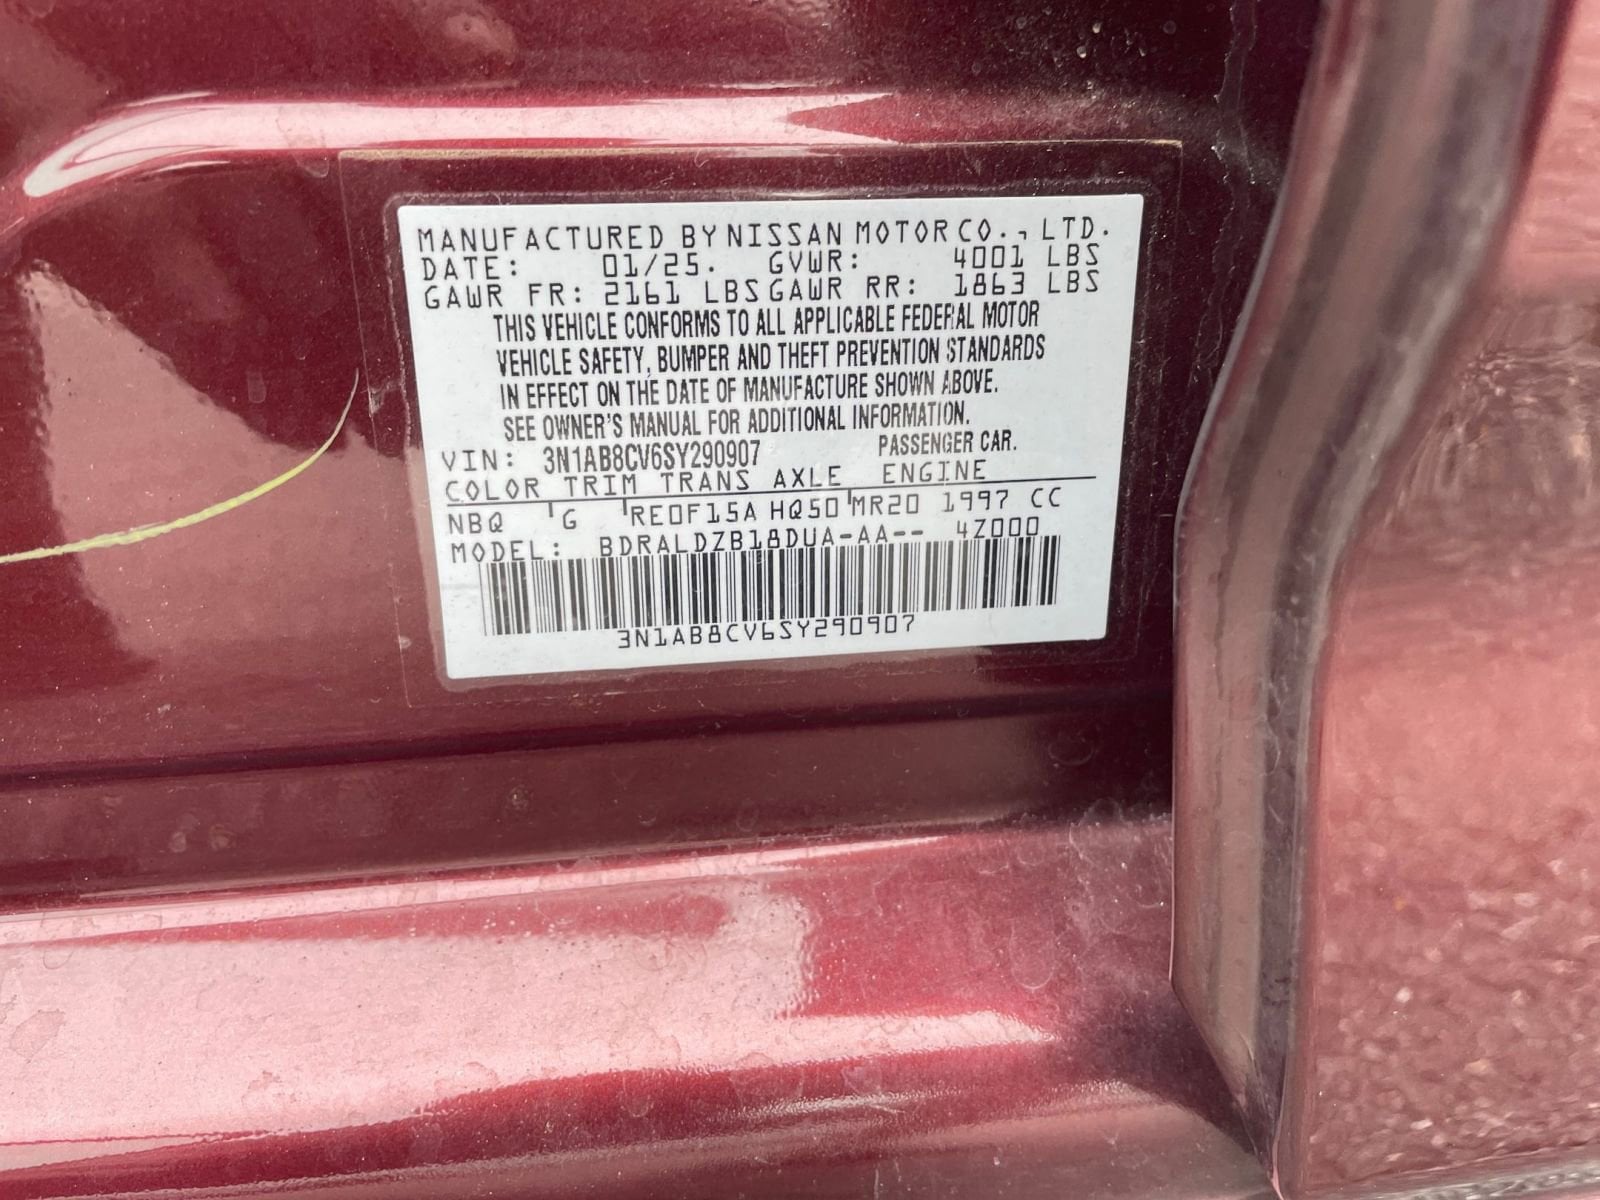 MANUFACTURED BY NISSAN MOTOR CO., LTD.
DATE: 01/25. GVWR: 4001 LBS
GAWR FR: 2161 LBS GAWR RR: 1863 LBS
THIS VEHICLE CONFORMS TO ALL APPLICABLE FEDERAL MOTOR
VEHICLE SAFETY, BUMPER AND THEFT PREVENTION STANDARDS
IN EFFECT ON THE DATE OF MANUFACTURE SHOWN ABOVE.
SEE OWNER'S MANUAL FOR ADDITIONAL INFORMATION.
VIN: 3N1AB8CV6SY290907 PASSENGER CAR.
COLOR TRIM TRANS AXLE ENGINE
NBQ G RE0F15A HQ50 MR20 1997 CC
MODEL: BDRALDZB18DUA-AA-- 4Z000
3N1AB8CV6SY290907